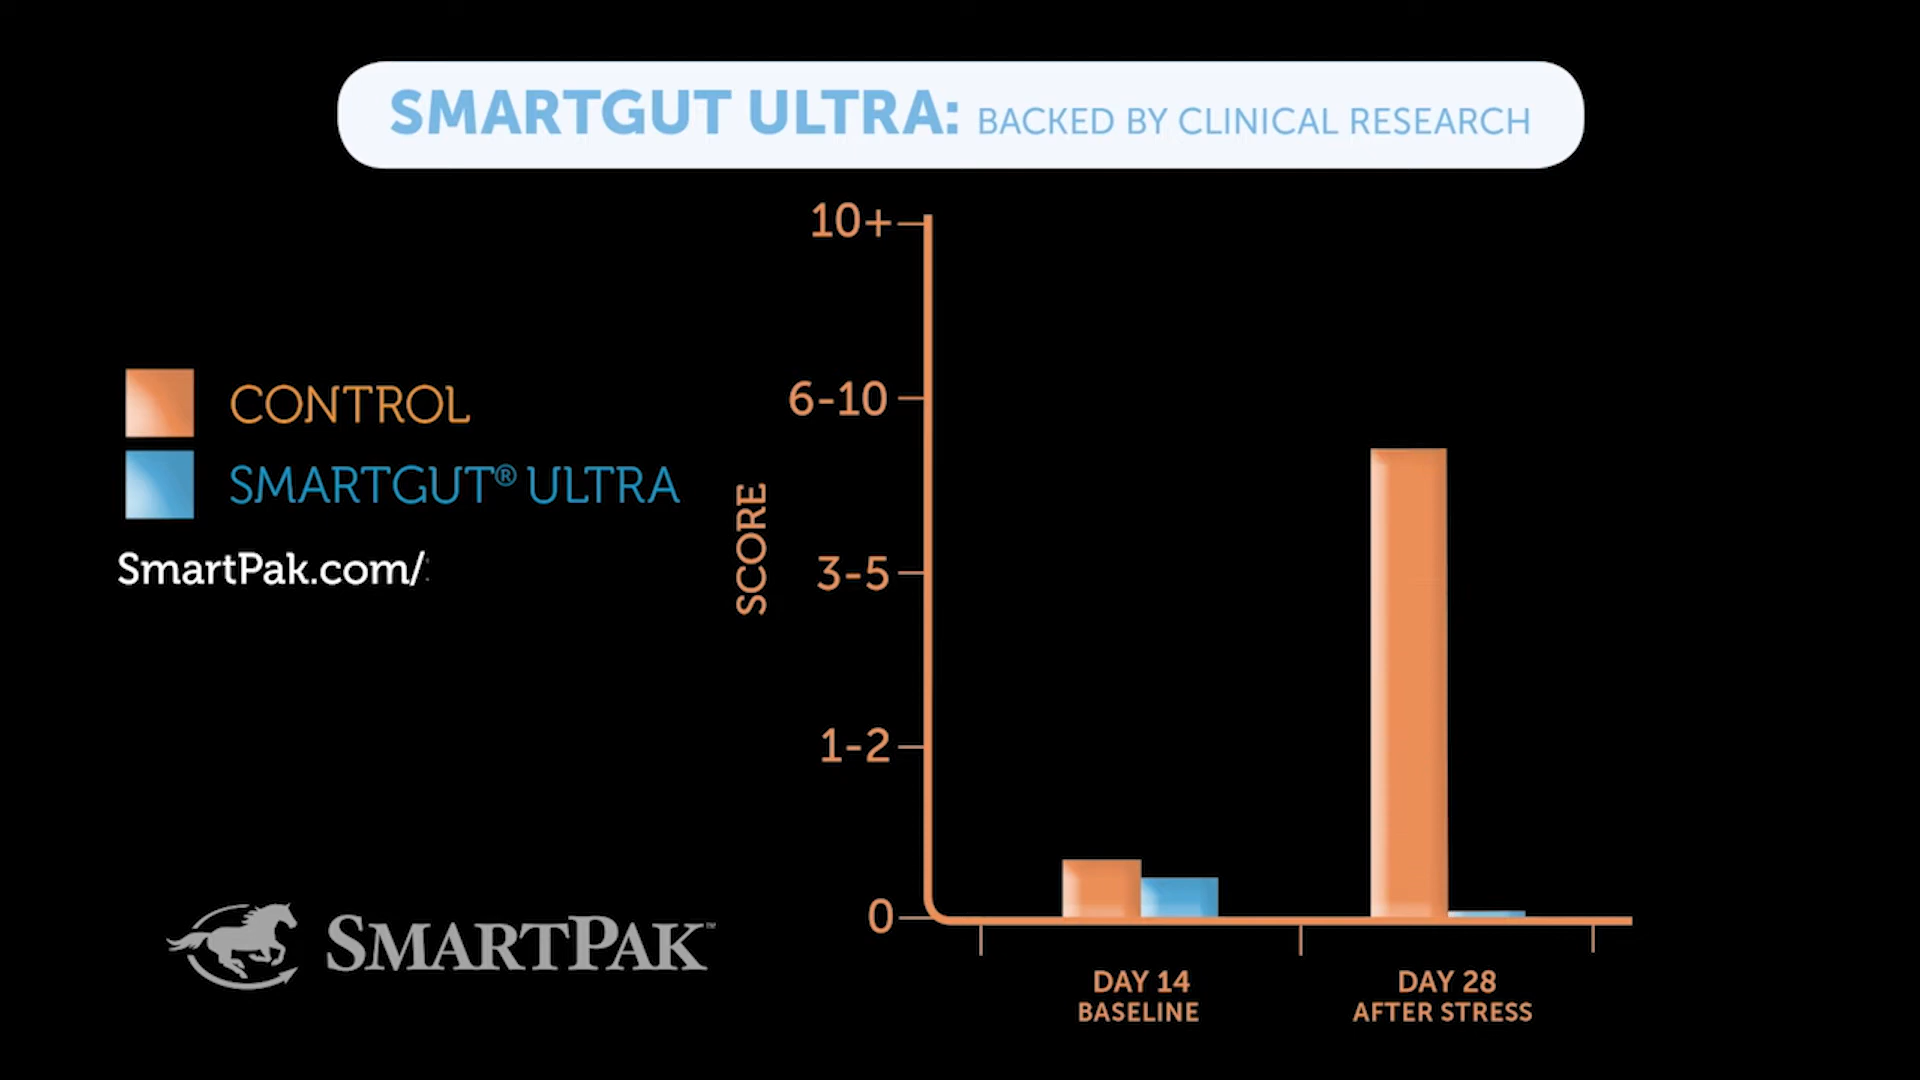 SMARTGUT ULTRA: BACKED BY CLINICAL RESEARCH
CONTROL
SMARTGUT® ULTRA
SmartPak.com/
SCORE
10+
6-10
3-5
1-2
0
DAY 14
BASELINE
DAY 28
AFTER STRESS
SMARTPAK™